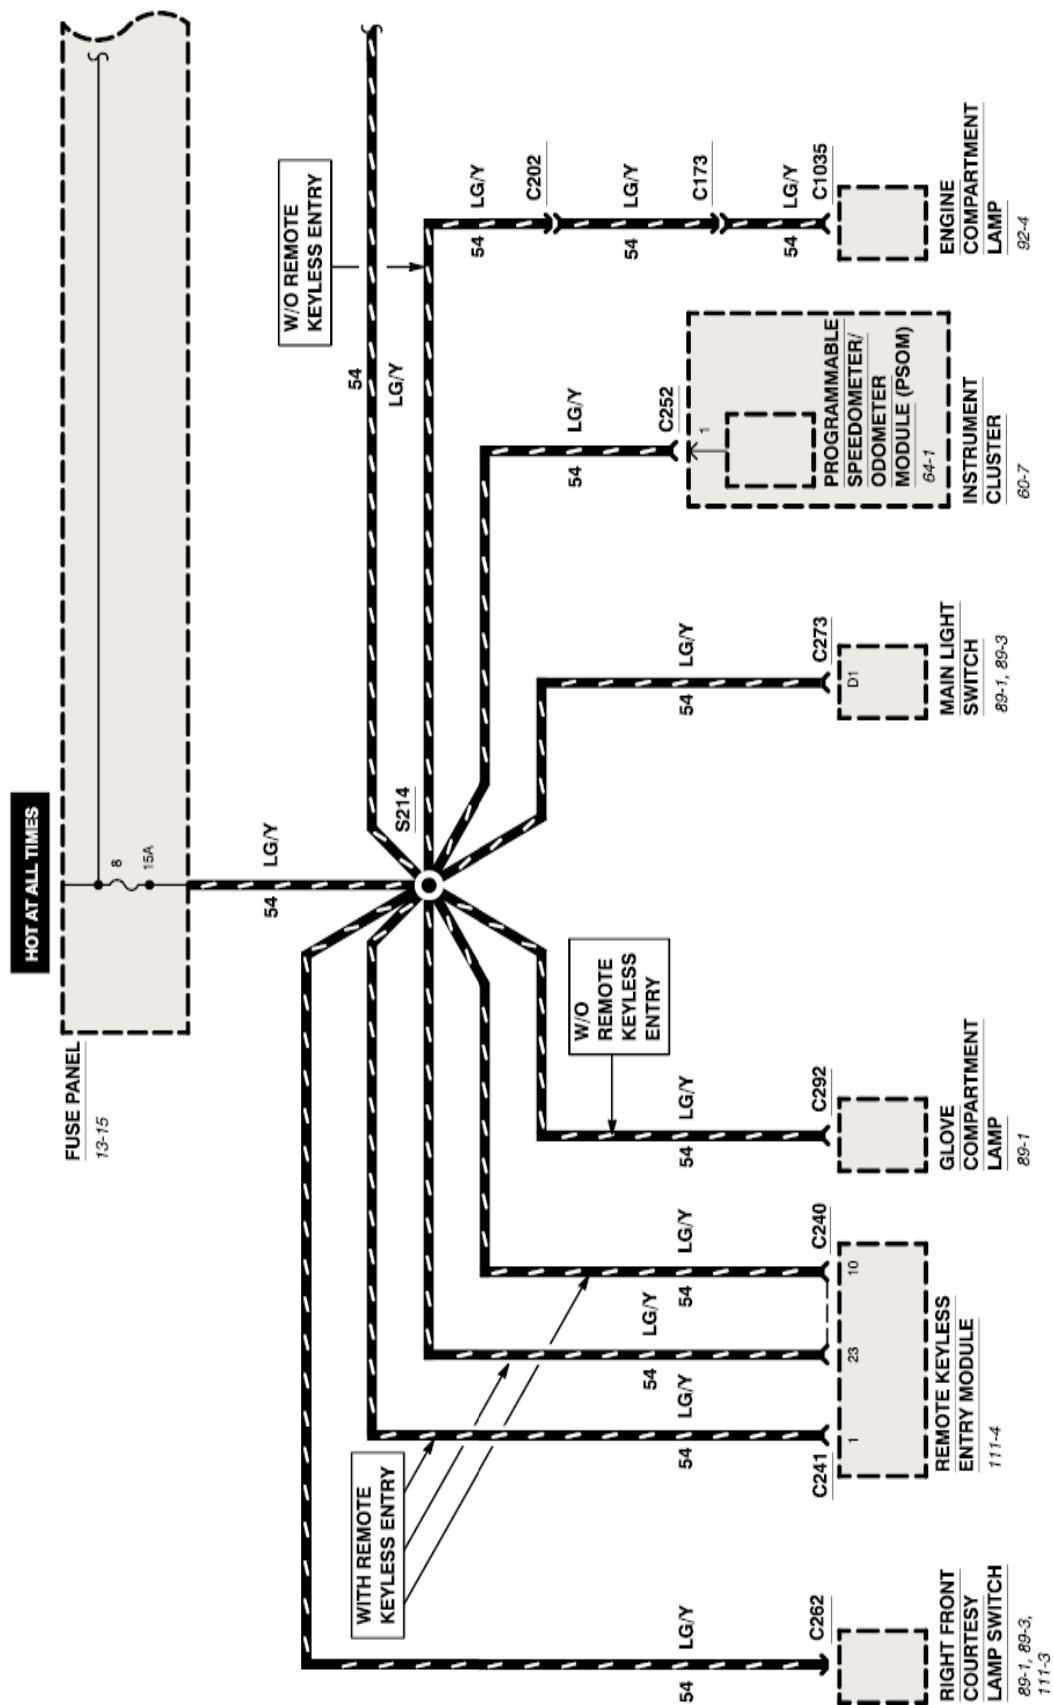 HOT AT ALL TIMES
FUSE PANEL
13-15
8
15A
54
LG/Y
S214
54
LG/Y
W/O REMOTE
KEYLESS ENTRY
WITH REMOTE
KEYLESS ENTRY
W/O
REMOTE
KEYLESS
ENTRY
54
LG/Y
C262
RIGHT FRONT
COURTESY
LAMP SWITCH
89-1, 89-3,
111-3
54
LG/Y
C241
1
54
LG/Y
23
54
LG/Y
C240
10
REMOTE KEYLESS
ENTRY MODULE
111-4
54
LG/Y
C292
GLOVE
COMPARTMENT
LAMP
89-1
54
LG/Y
C273
D1
MAIN LIGHT
SWITCH
89-1, 89-3
54
LG/Y
C252
1
PROGRAMMABLE
SPEEDOMETER/
ODOMETER
MODULE (PSOM)
64-1
INSTRUMENT
CLUSTER
60-7
54
LG/Y
C202
54
LG/Y
C173
54
LG/Y
C1035
ENGINE
COMPARTMENT
LAMP
92-4